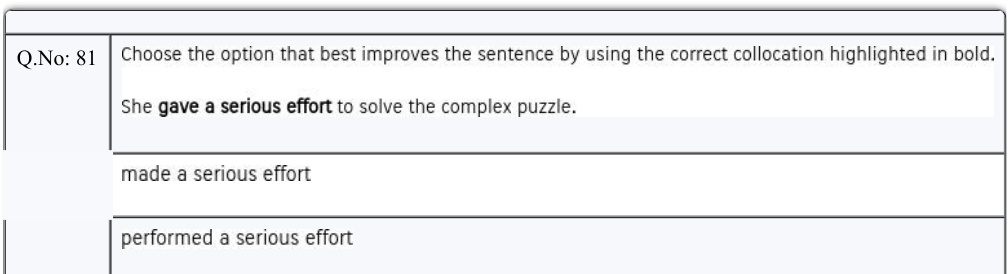 Q.No: 81
Choose the option that best improves the sentence by using the correct collocation highlighted in bold.
She gave a serious effort to solve the complex puzzle.
made a serious effort
performed a serious effort